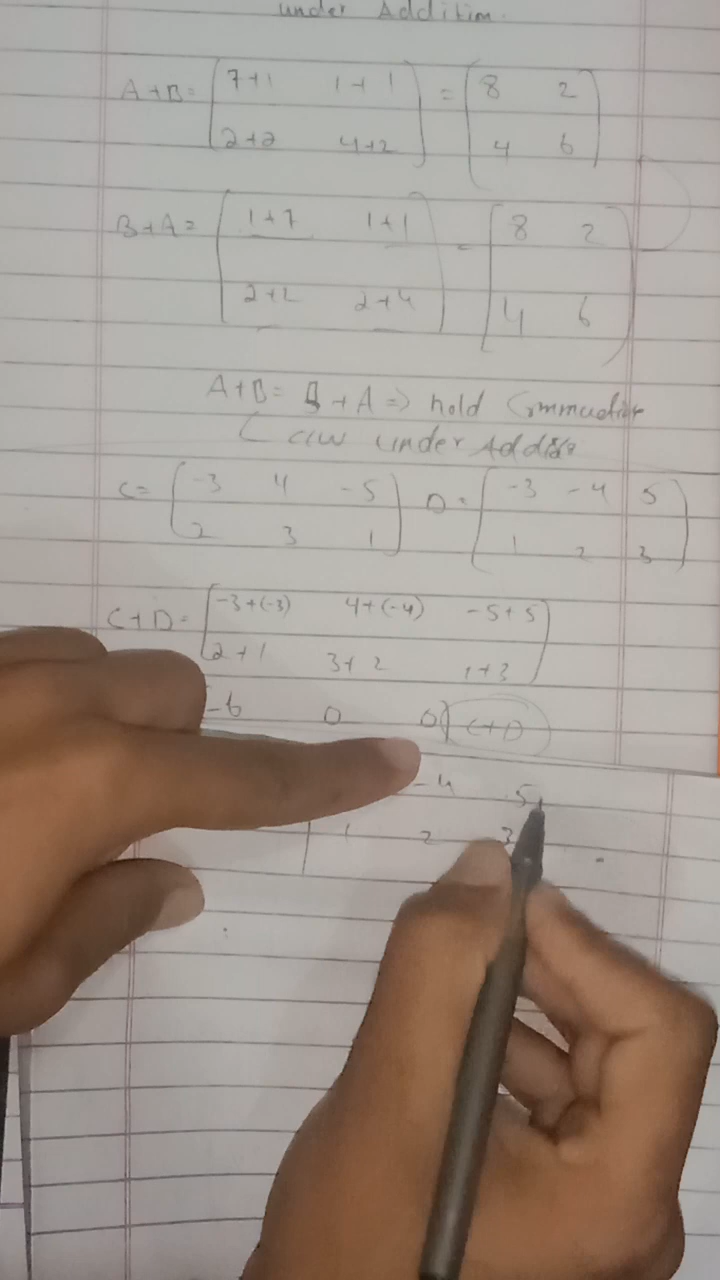 under Addition.
A+B= [7+1 1+1 = [8 2
2+2 4+2] 4 6]
B+A= [1+7 1+1 = [8 2
2+2 2+4] 4 6]
A+B= B+A => hold
Law under
C= [-3 4 -5 D= [-3 -4 5
2 3 1] 1 2 3]
C+D= [-3+(-3) 4+(-4) -5+5
2+1 3+2 1+3]
-6 0 0] C+D
-4 5
1 2 3